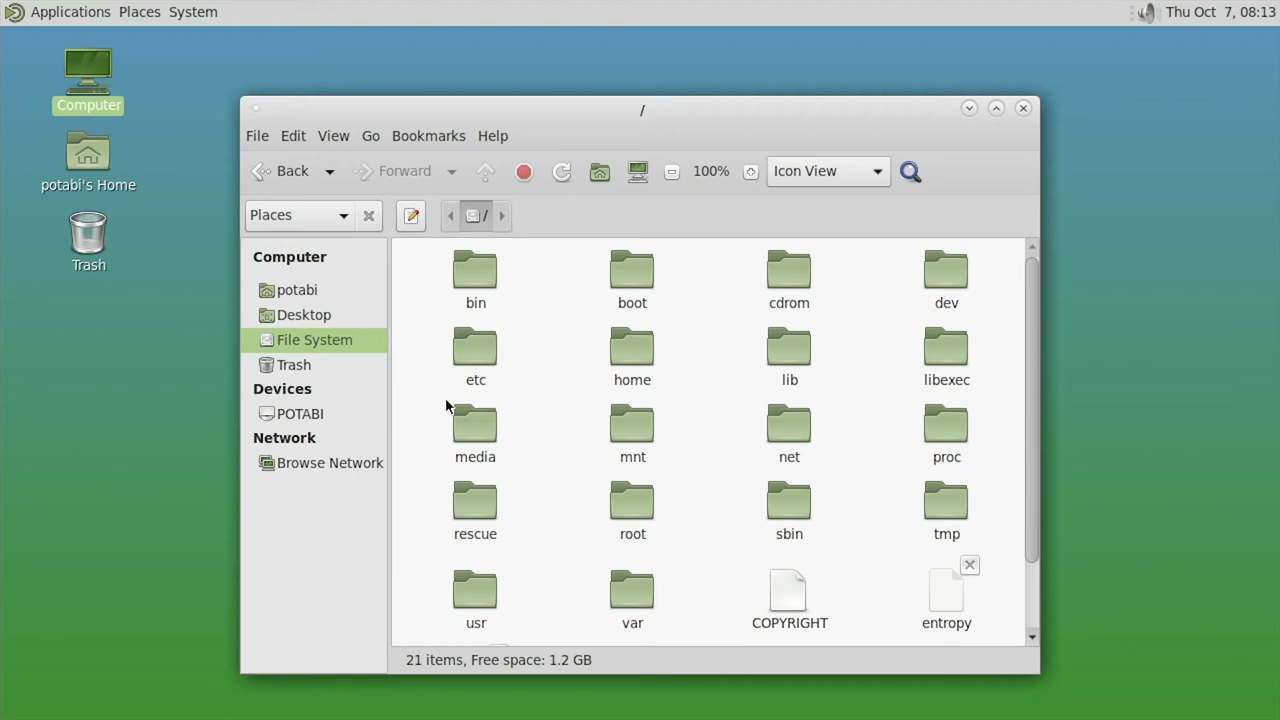 Applications Places System
Thu Oct 7, 08:13
Computer
potabi's Home
Trash
/
File Edit View Go Bookmarks Help
Back Forward 100% Icon View
Places /
Computer
potabi
Desktop
File System
Trash
Devices
POTABI
Network
Browse Network
bin boot cdrom dev
etc home lib libexec
media mnt net proc
rescue root sbin tmp
usr var COPYRIGHT entropy
21 items, Free space: 1.2 GB